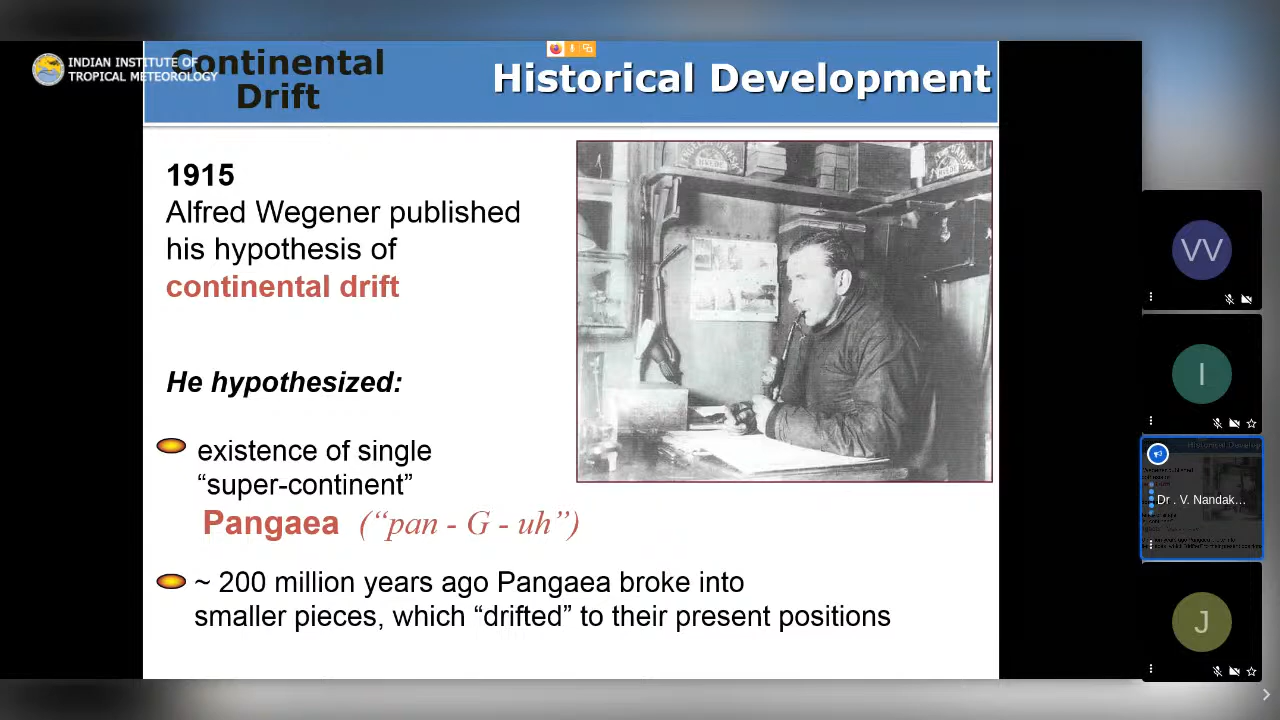 INDIAN INSTITUTE OF
TROPICAL METEOROLOGY
Continental
Drift
Historical Development
1915
Alfred Wegener published
his hypothesis of
continental drift
He hypothesized:
existence of single
“super-continent”
Pangaea (“pan - G - uh”)
~ 200 million years ago Pangaea broke into
smaller pieces, which “drifted” to their present positions
VV
I
Dr . V. Nandak...
J